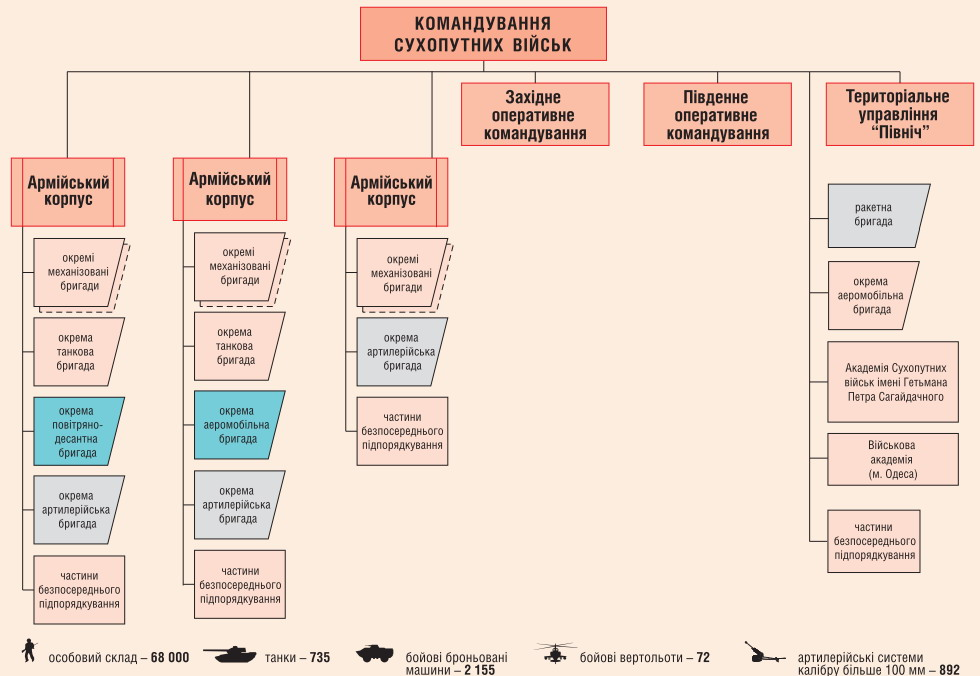 КОМАНДУВАННЯ
СУХОПУТНИХ ВІЙСЬК
Західне
оперативне
командування
Південне
оперативне
командування
Територіальне
управління
“Північ”
Армійський
корпус
окремі
механізовані
бригади
окрема
танкова
бригада
окрема
повітряно-
десантна
бригада
окрема
артилерійська
бригада
частини
безпосереднього
підпорядкування
Армійський
корпус
окремі
механізовані
бригади
окрема
танкова
бригада
окрема
аеромобільна
бригада
окрема
артилерійська
бригада
частини
безпосереднього
підпорядкування
Армійський
корпус
окремі
механізовані
бригади
окрема
артилерійська
бригада
частини
безпосереднього
підпорядкування
ракетна
бригада
окрема
аеромобільна
бригада
Академія Сухопутних
військ імені Гетьмана
Петра Сагайдачного
Військова
академія
(м. Одеса)
частини
безпосереднього
підпорядкування
особовий склад – 68 000
танки – 735
бойові броньовані
машини – 2 155
бойові вертольоти – 72
артилерійські системи
калібру більше 100 мм – 892